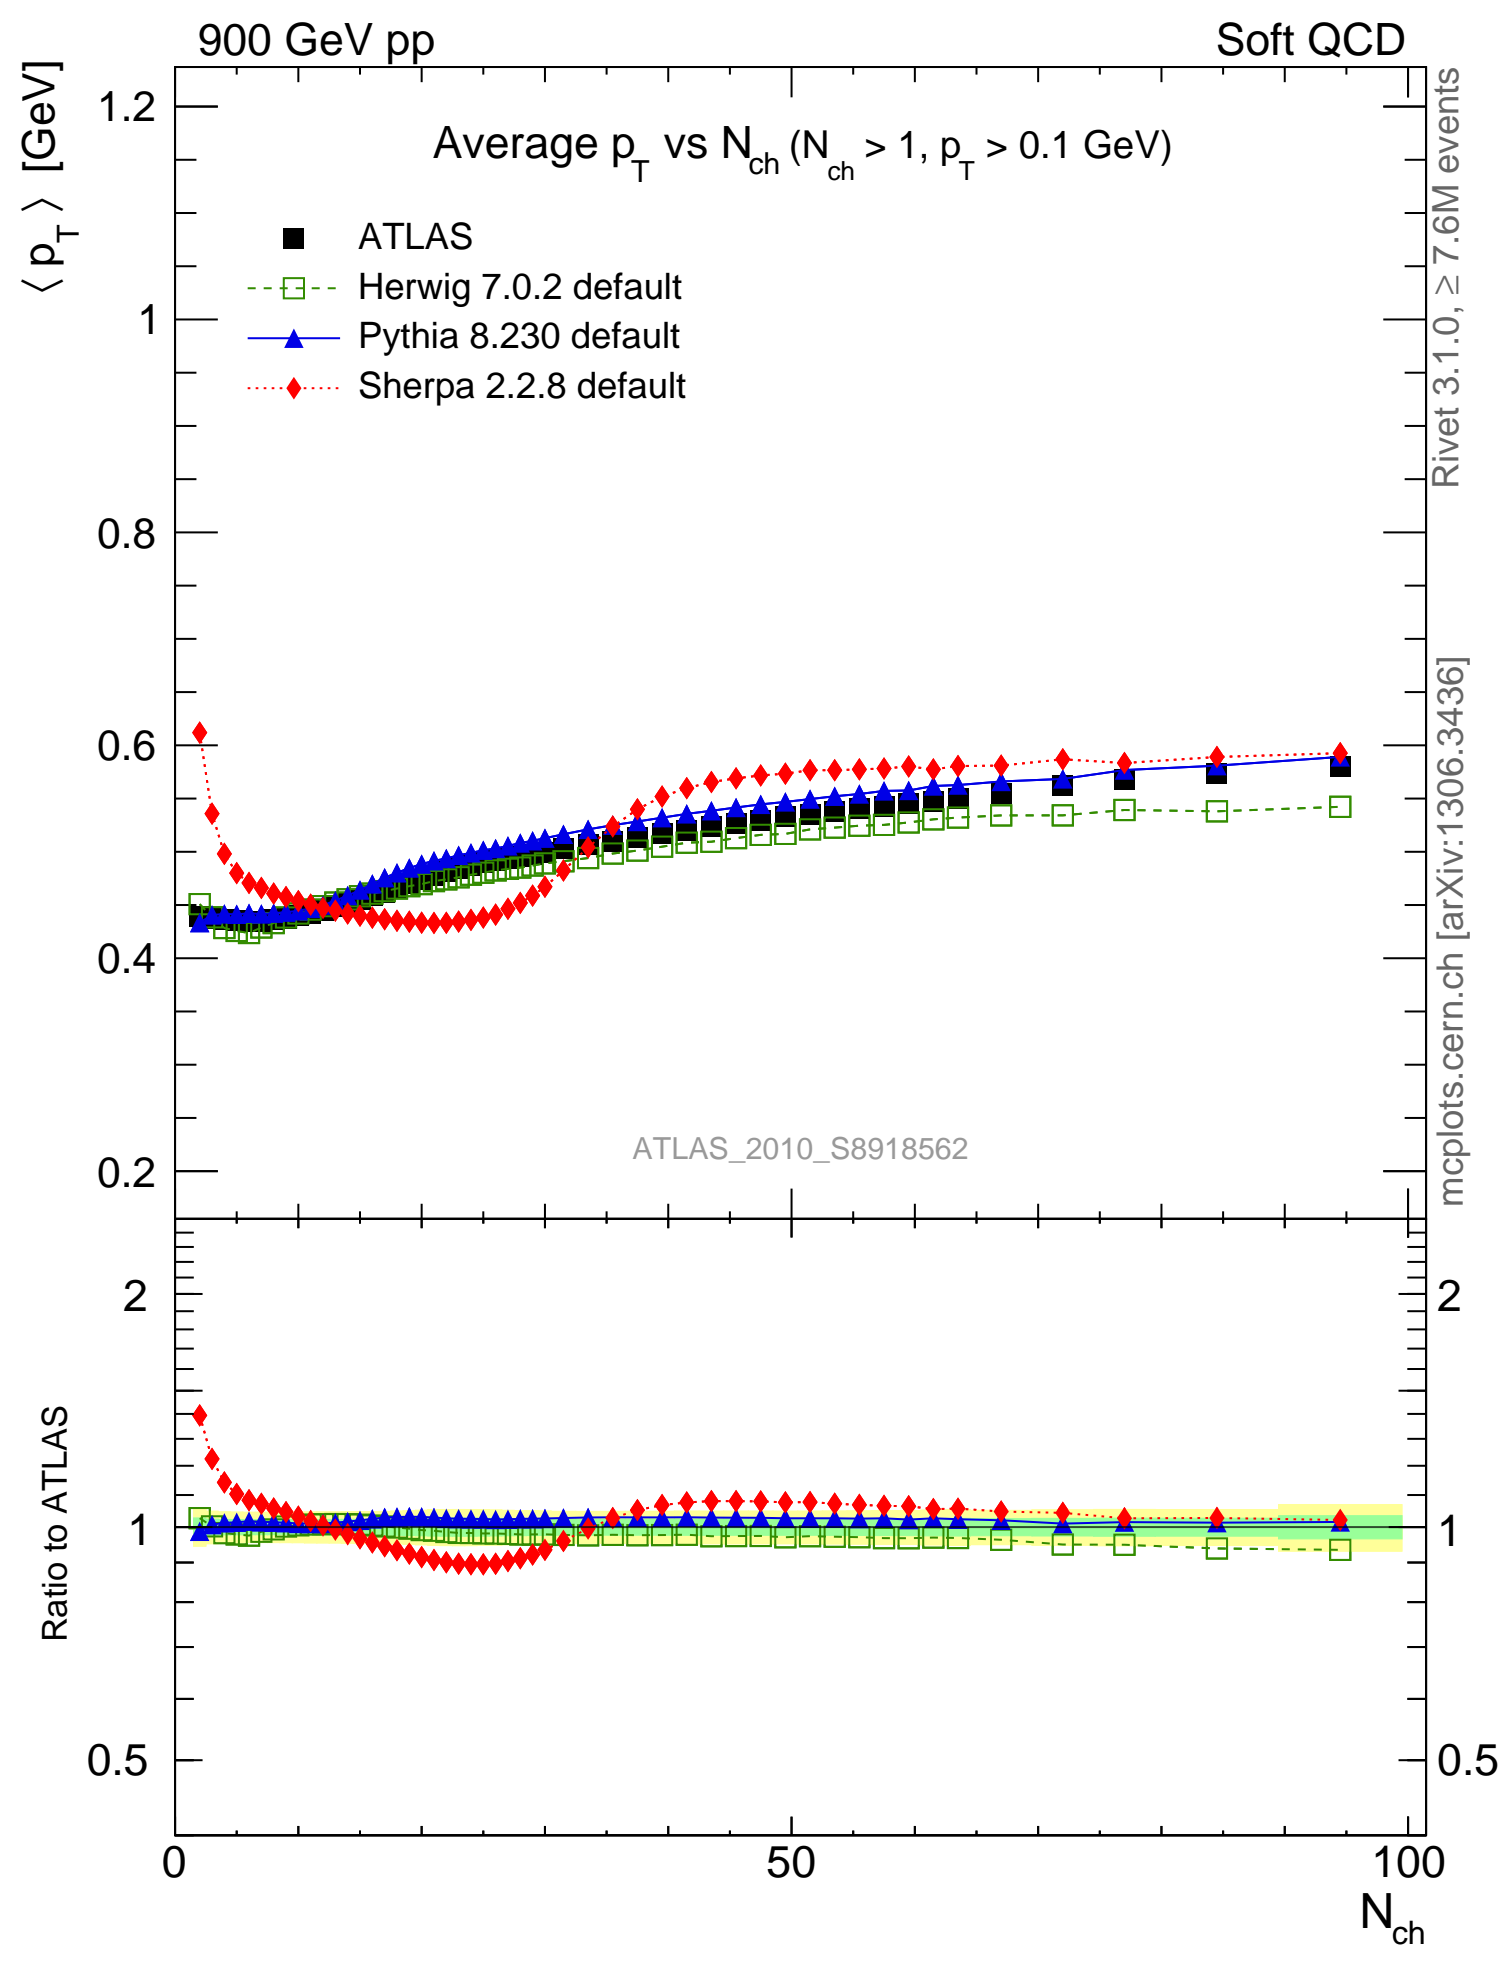 900 GeV pp
Soft QCD
⟨ p_T ⟩ [GeV]
Average p_T vs N_ch (N_ch > 1, p_T > 0.1 GeV)
ATLAS
Herwig 7.0.2 default
Pythia 8.230 default
Sherpa 2.2.8 default
1.2
1
0.8
0.6
0.4
0.2
ATLAS_2010_S8918562
Rivet 3.1.0, ≥ 7.6M events
mcplots.cern.ch [arXiv:1306.3436]
Ratio to ATLAS
2
1
0.5
2
1
0.5
0
50
100
N_ch